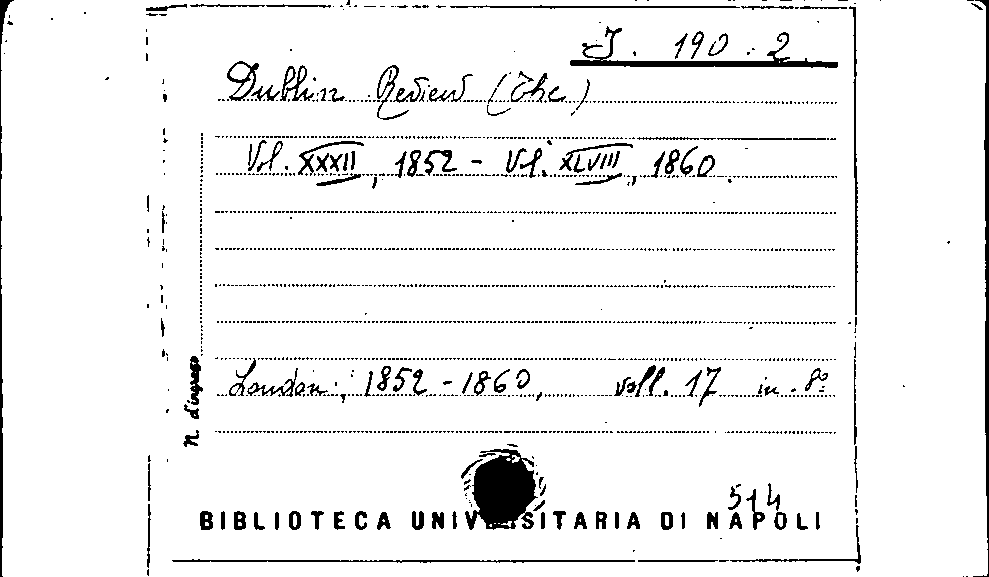 J. 190. 2.
Dublin Review (The)
Vol. XXXII, 1852 - Vol. XLVIII, 1860.
London, 1852-1860, voll. 17 in-8º
N. d'ingresso
514
BIBLIOTECA UNIVERSITARIA DI NAPOLI